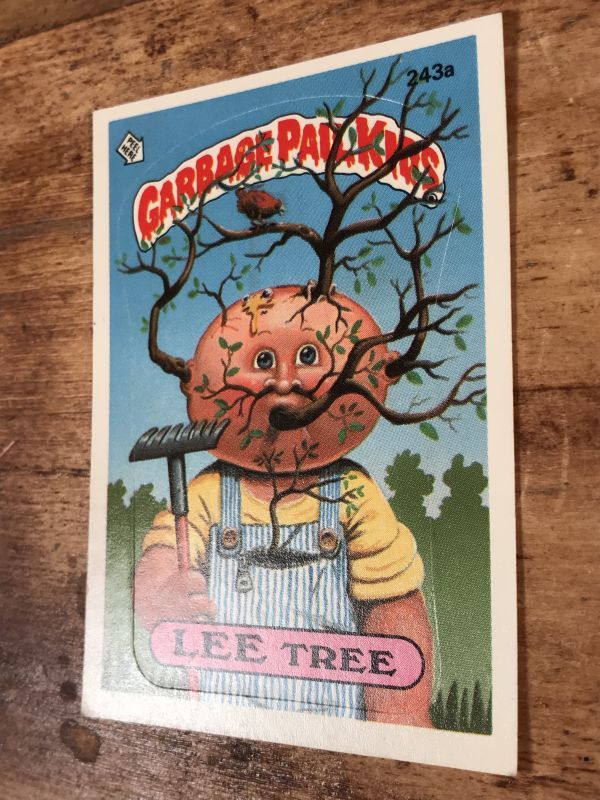 243a
PEEL
HERE
GARBAGE PAIL KIDS
LEE TREE